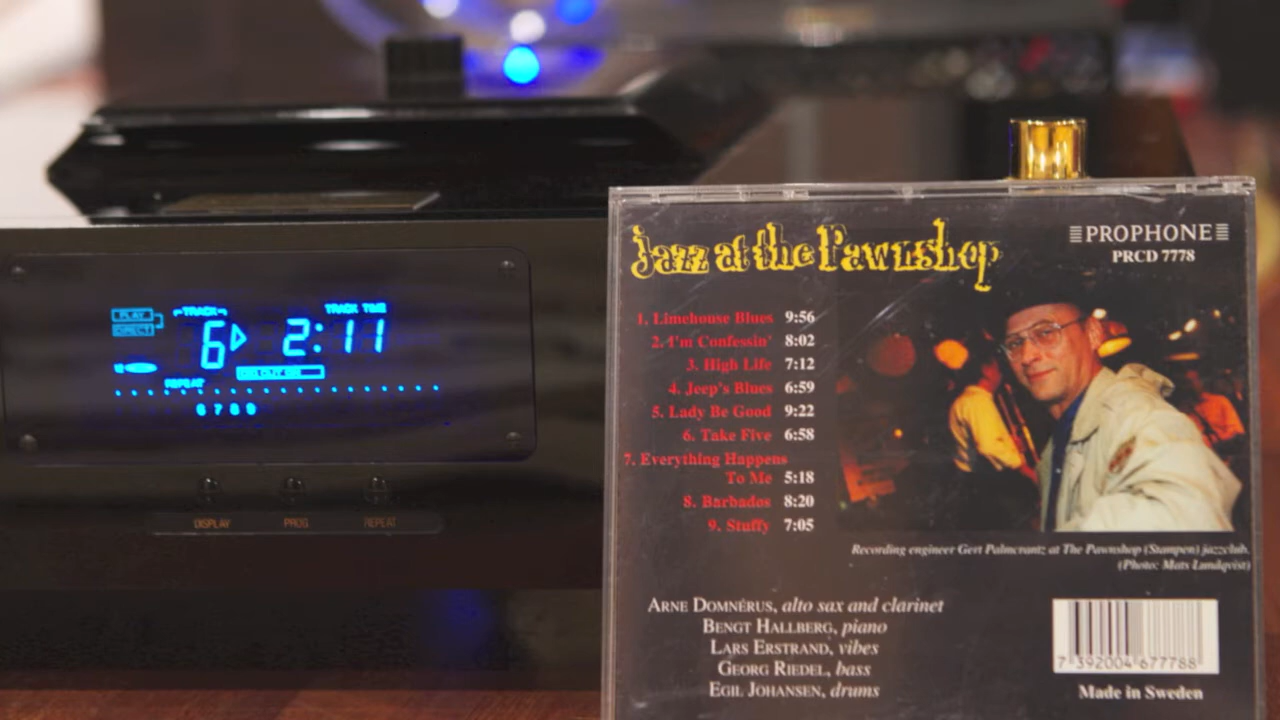 PLAY
DIRECT
TRACK
TRACK TIME
6 2:11
REPEAT
6 7 8 9
DISPLAY PROG REPEAT
Jazz at the Pawnshop
PROPHONE
PRCD 7778
1. Limehouse Blues 9:56
2. I'm Confessin' 8:02
3. High Life 7:12
4. Jeep's Blues 6:59
5. Lady Be Good 9:22
6. Take Five 6:58
7. Everything Happens
To Me 5:18
8. Barbados 8:20
9. Stuffy 7:05
Recording engineer Gert Palmcrantz at The Pawnshop (Stampen) jazzclub.
(Photo: Mats Lundqvist)
ARNE DOMNÉRUS, alto sax and clarinet
BENGT HALLBERG, piano
LARS ERSTRAND, vibes
GEORG RIEDEL, bass
EGIL JOHANSEN, drums
7 392004 677788
Made in Sweden